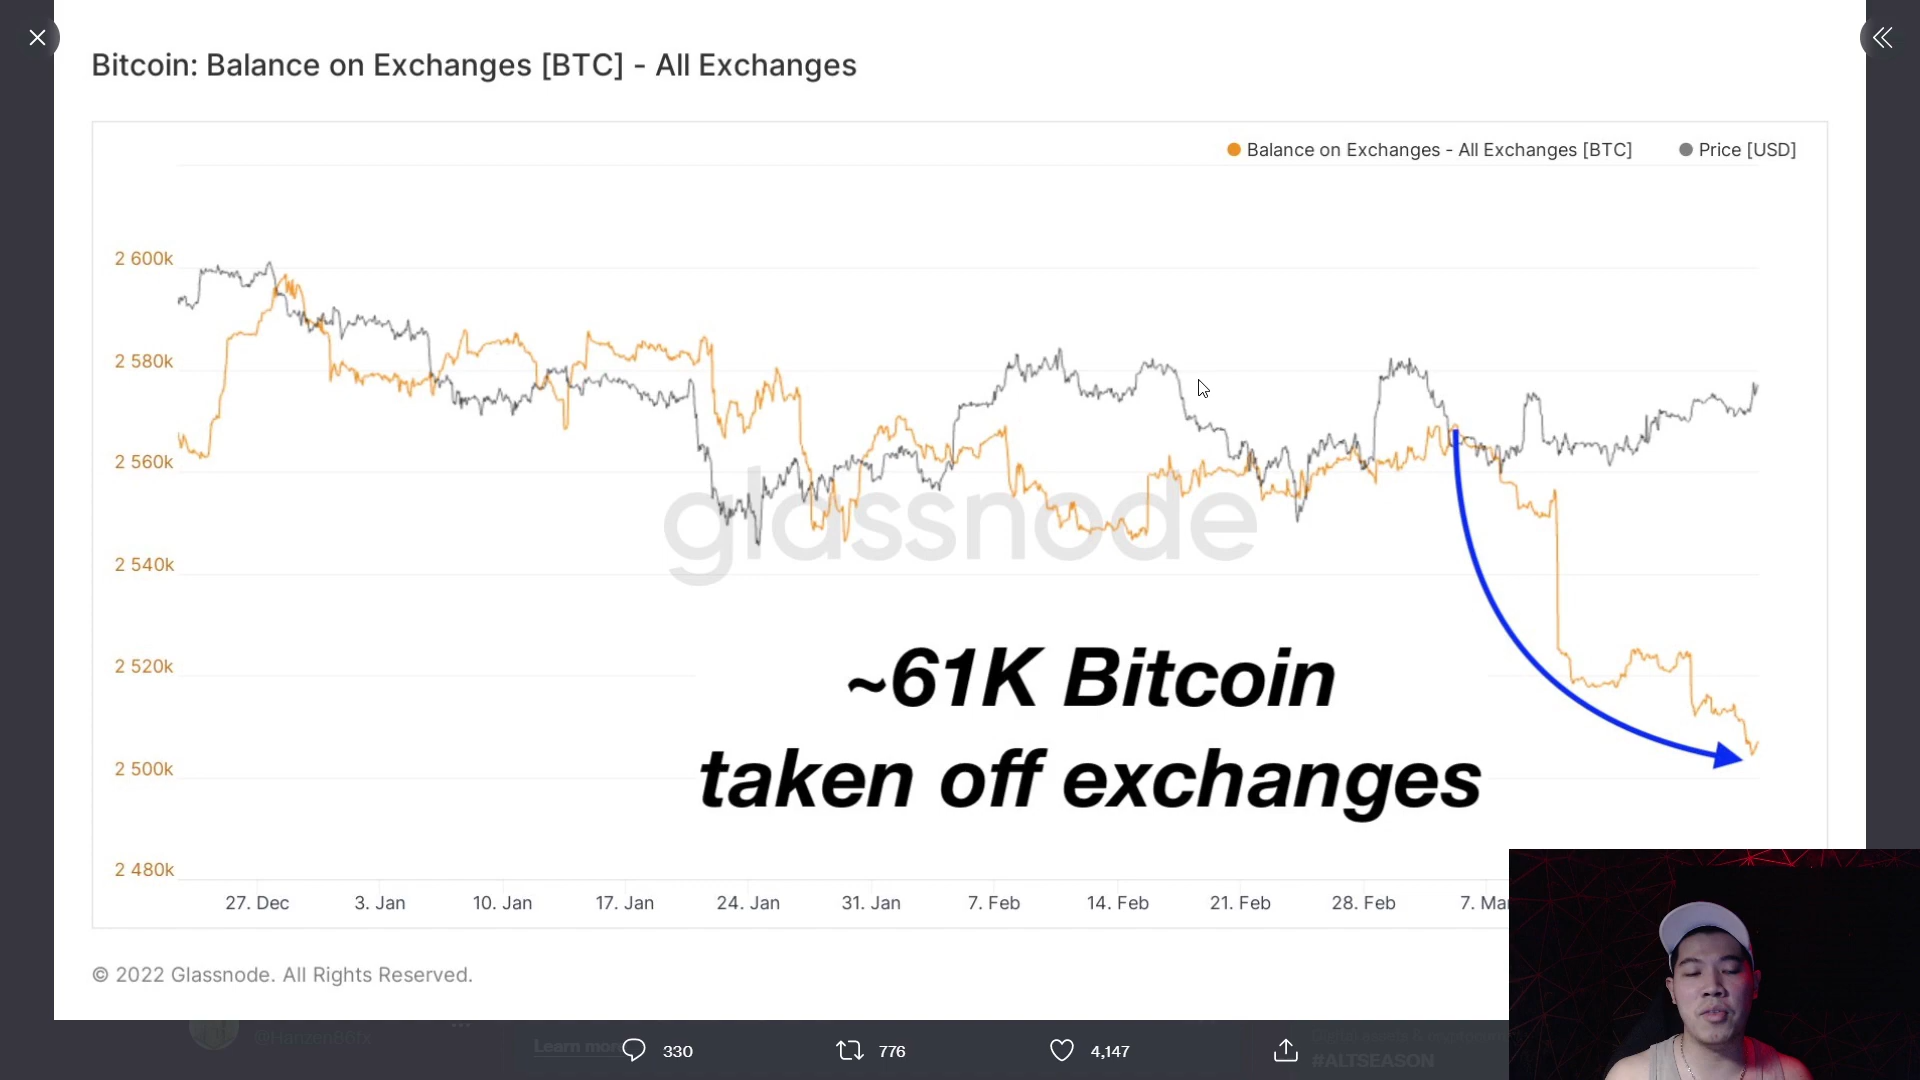 Bitcoin: Balance on Exchanges [BTC] - All Exchanges
Balance on Exchanges - All Exchanges [BTC] Price [USD]
2 600k
2 580k
2 560k
2 540k
2 520k
2 500k
2 480k
glassnode
~61K Bitcoin
taken off exchanges
27. Dec 3. Jan 10. Jan 17. Jan 24. Jan 31. Jan 7. Feb 14. Feb 21. Feb 28. Feb 7. Mar
© 2022 Glassnode. All Rights Reserved.
Learn more
330 776 4,147
#ALTSEASON